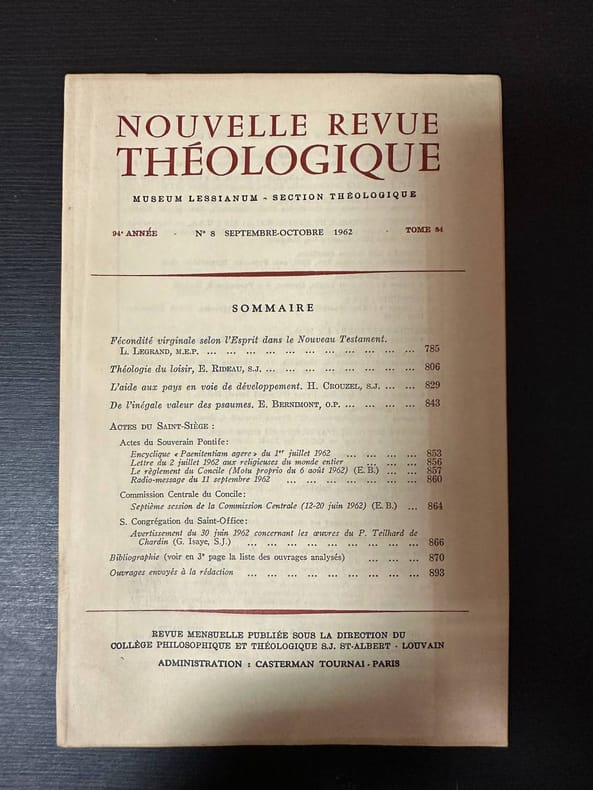 NOUVELLE REVUE
THÉOLOGIQUE
MUSEUM LESSIANUM - SECTION THÉOLOGIQUE
94e ANNÉE · N° 8 SEPTEMBRE-OCTOBRE 1962 · TOME 84
SOMMAIRE
Fécondité virginale selon l'Esprit dans le Nouveau Testament.
L. LEGRAND, M.E.P. ... ... ... ... ... ... ... ... ... ... 785
Théologie du loisir, E. RIDEAU, S.J. ... ... ... ... ... ... ... 806
L'aide aux pays en voie de développement. H. CROUZEL, S.J. ... ... 829
De l'inégale valeur des psaumes. E. BERNIMONT, O.P. ... ... ... ... 843
ACTES DU SAINT-SIÈGE :
Actes du Souverain Pontife:
Encyclique « Paenitentiam agere » du 1er juillet 1962 ... ... ... ... 853
Lettre du 2 juillet 1962 aux religieuses du monde entier ... ... ... 856
Le règlement du Concile (Motu proprio du 6 août 1962) (E. B.) ... ... 857
Radio-message du 11 septembre 1962 ... ... ... ... ... ... 860
Commission Centrale du Concile:
Septième session de la Commission Centrale (12-20 juin 1962) (E. B.) ... 864
S. Congrégation du Saint-Office:
Avertissement du 30 juin 1962 concernant les œuvres du P. Teilhard de
Chardin (G. Isaye, S.J.) ... ... ... ... ... ... ... ... 866
Bibliographie (voir en 3e page la liste des ouvrages analysés) ... ... ... 870
Ouvrages envoyés à la rédaction ... ... ... ... ... ... ... ... 893
REVUE MENSUELLE PUBLIÉE SOUS LA DIRECTION DU
COLLÈGE PHILOSOPHIQUE ET THÉOLOGIQUE S.J. ST-ALBERT - LOUVAIN
ADMINISTRATION : CASTERMAN TOURNAI - PARIS